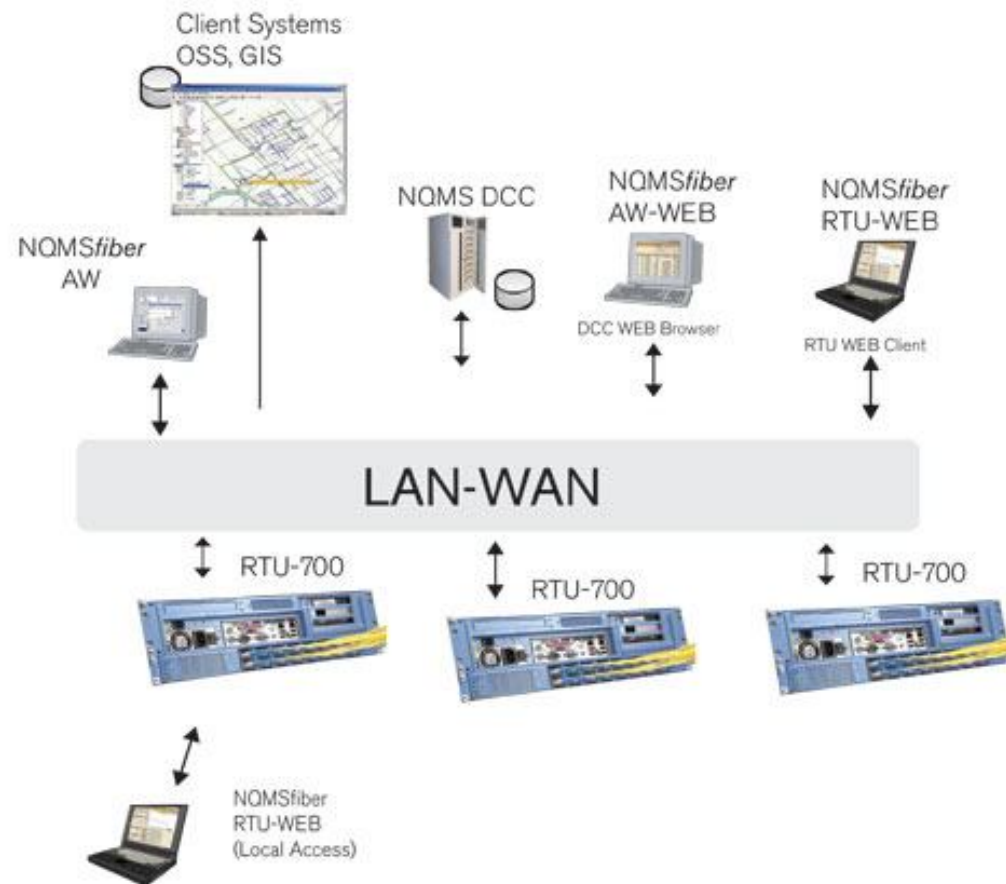 Client Systems
OSS, GIS
NQMSfiber
AW
NQMS DCC
NQMSfiber
AW-WEB
DCC WEB Browser
NQMSfiber
RTU-WEB
RTU WEB Client
LAN-WAN
RTU-700
RTU-700
RTU-700
NQMSfiber
RTU-WEB
(Local Access)